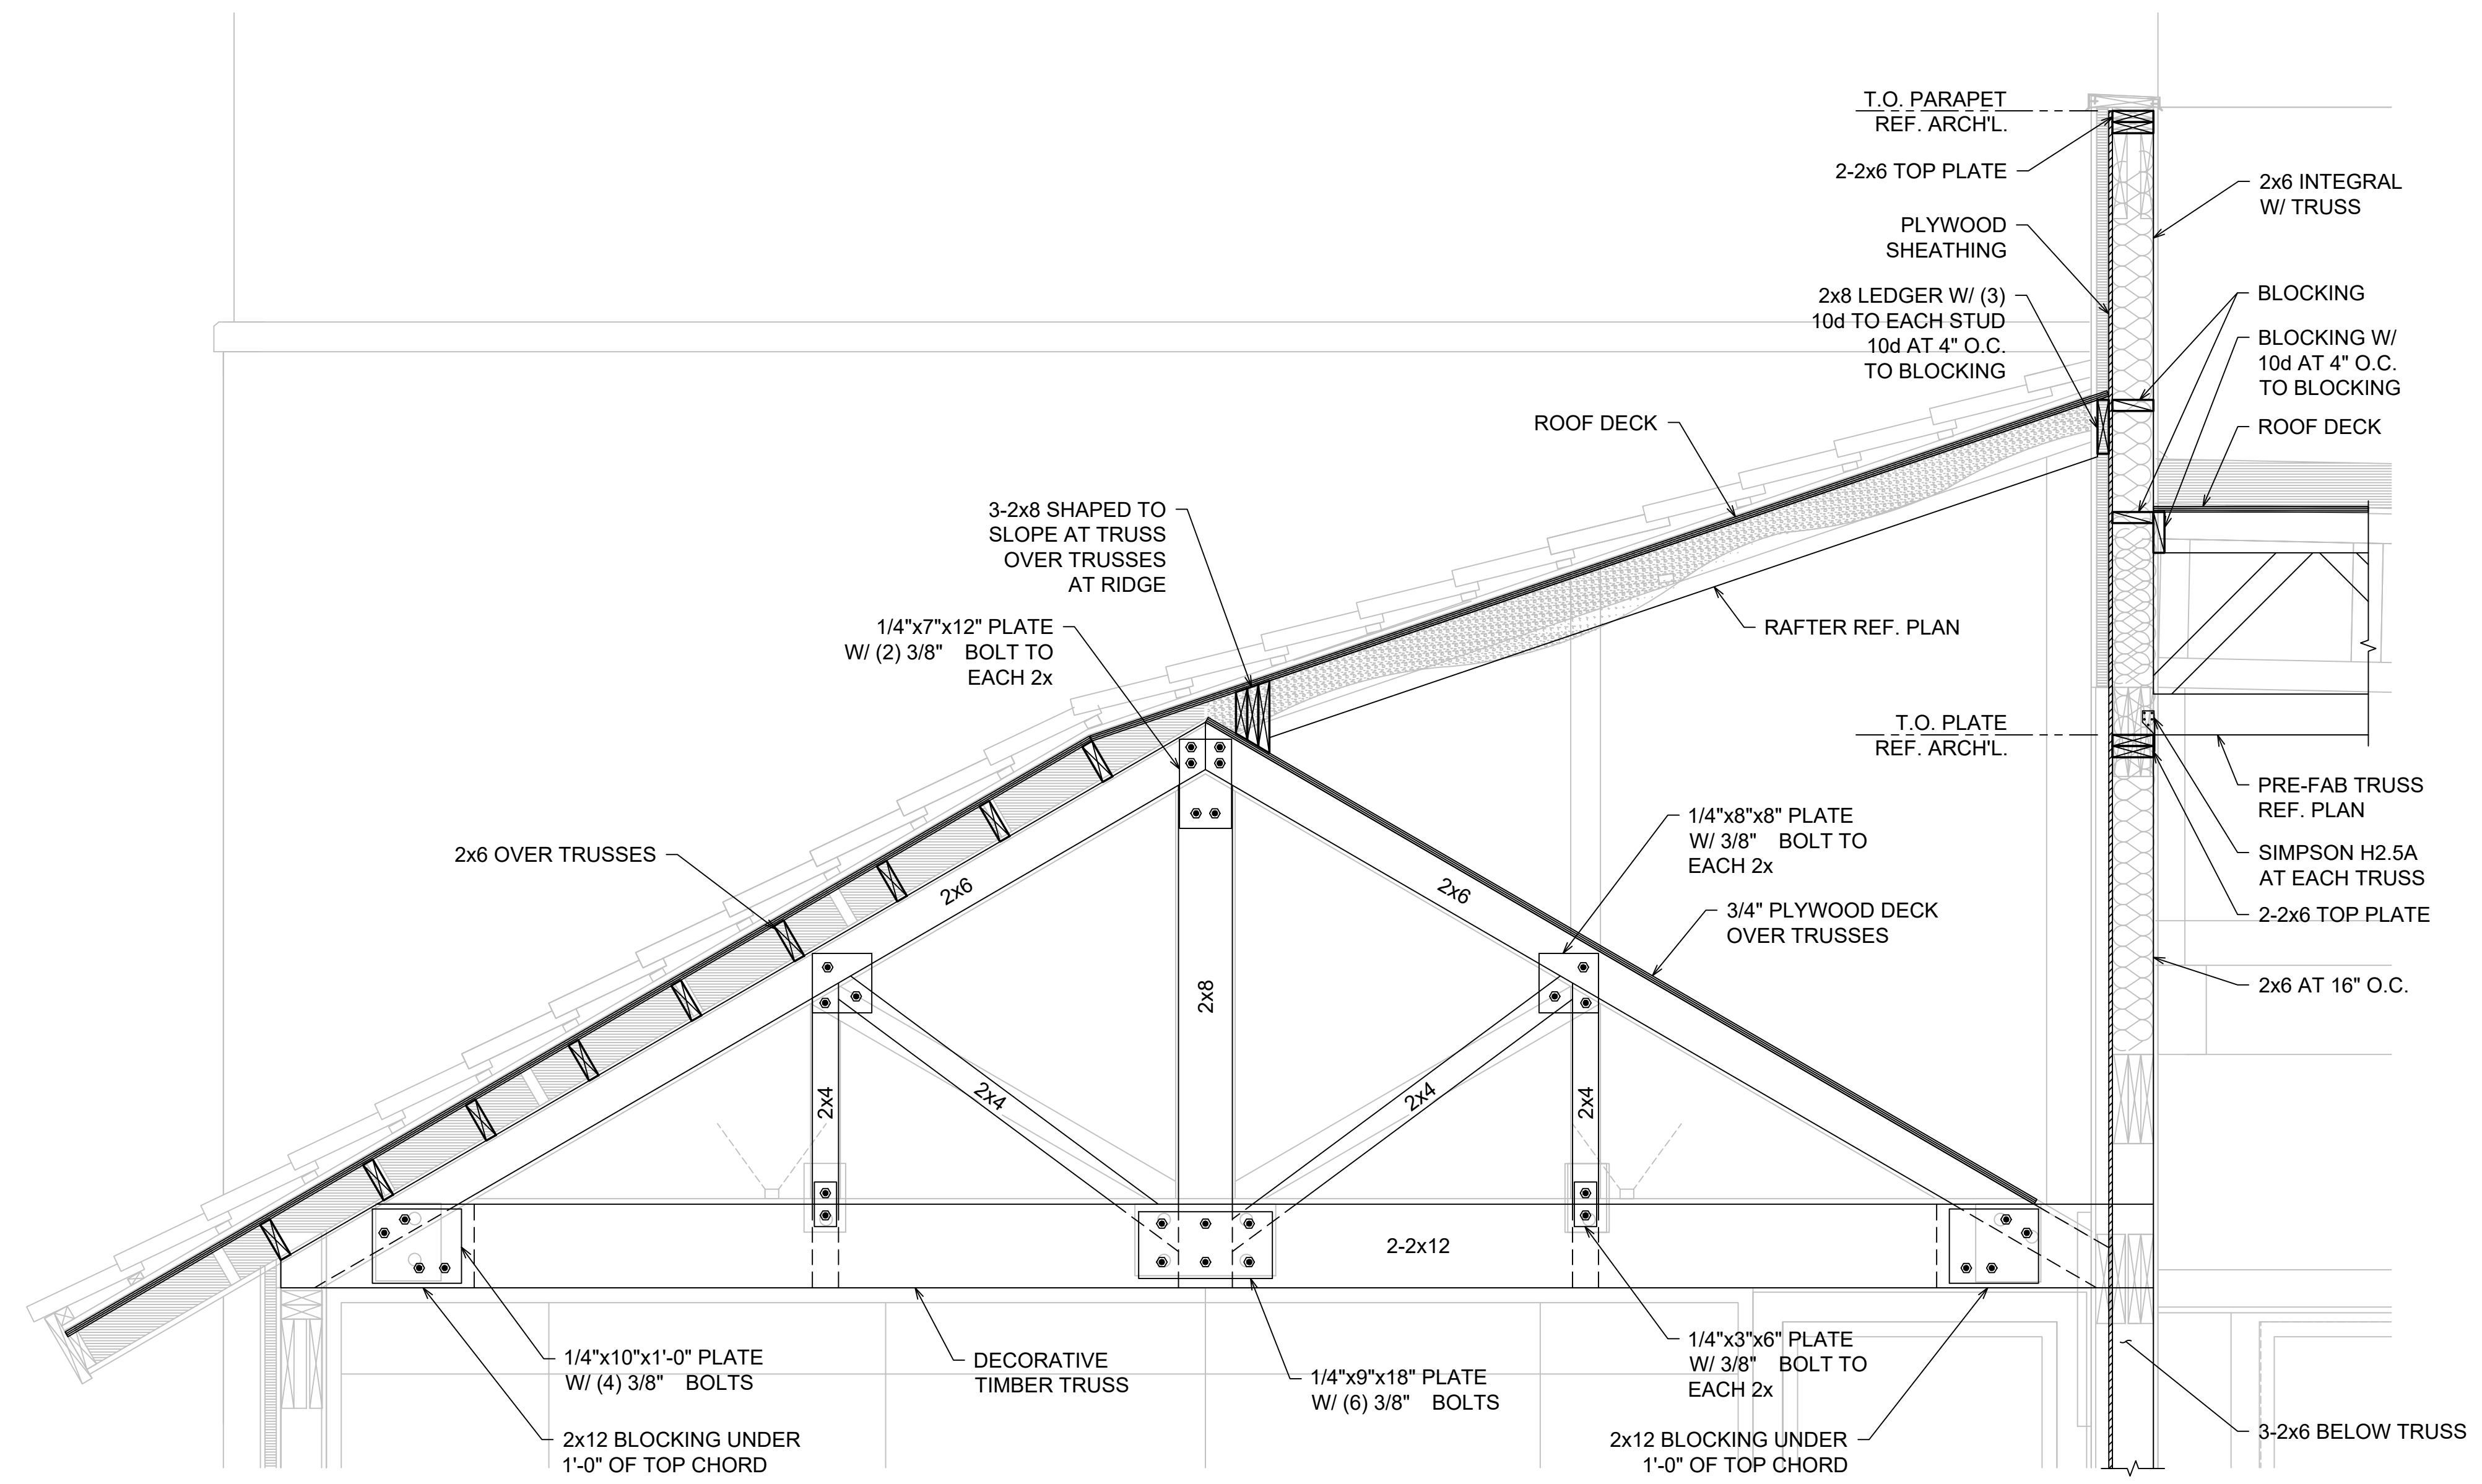 T.O. PARAPET
REF. ARCH'L.
2-2x6 TOP PLATE
PLYWOOD
SHEATHING
2x8 LEDGER W/ (3)
10d TO EACH STUD
10d AT 4" O.C.
TO BLOCKING
ROOF DECK
2x6 INTEGRAL
W/ TRUSS
BLOCKING
BLOCKING W/
10d AT 4" O.C.
TO BLOCKING
ROOF DECK
3-2x8 SHAPED TO
SLOPE AT TRUSS
OVER TRUSSES
AT RIDGE
1/4"x7"x12" PLATE
W/ (2) 3/8" BOLT TO
EACH 2x
RAFTER REF. PLAN
T.O. PLATE
REF. ARCH'L.
PRE-FAB TRUSS
REF. PLAN
SIMPSON H2.5A
AT EACH TRUSS
2-2x6 TOP PLATE
2x6 AT 16" O.C.
2x6 OVER TRUSSES
1/4"x8"x8" PLATE
W/ 3/8" BOLT TO
EACH 2x
3/4" PLYWOOD DECK
OVER TRUSSES
2x6
2x6
2x8
2x4
2x4
2x4
2x4
2-2x12
1/4"x10"x1'-0" PLATE
W/ (4) 3/8" BOLTS
2x12 BLOCKING UNDER
1'-0" OF TOP CHORD
DECORATIVE
TIMBER TRUSS
1/4"x9"x18" PLATE
W/ (6) 3/8" BOLTS
1/4"x3"x6" PLATE
W/ 3/8" BOLT TO
EACH 2x
2x12 BLOCKING UNDER
1'-0" OF TOP CHORD
3-2x6 BELOW TRUSS